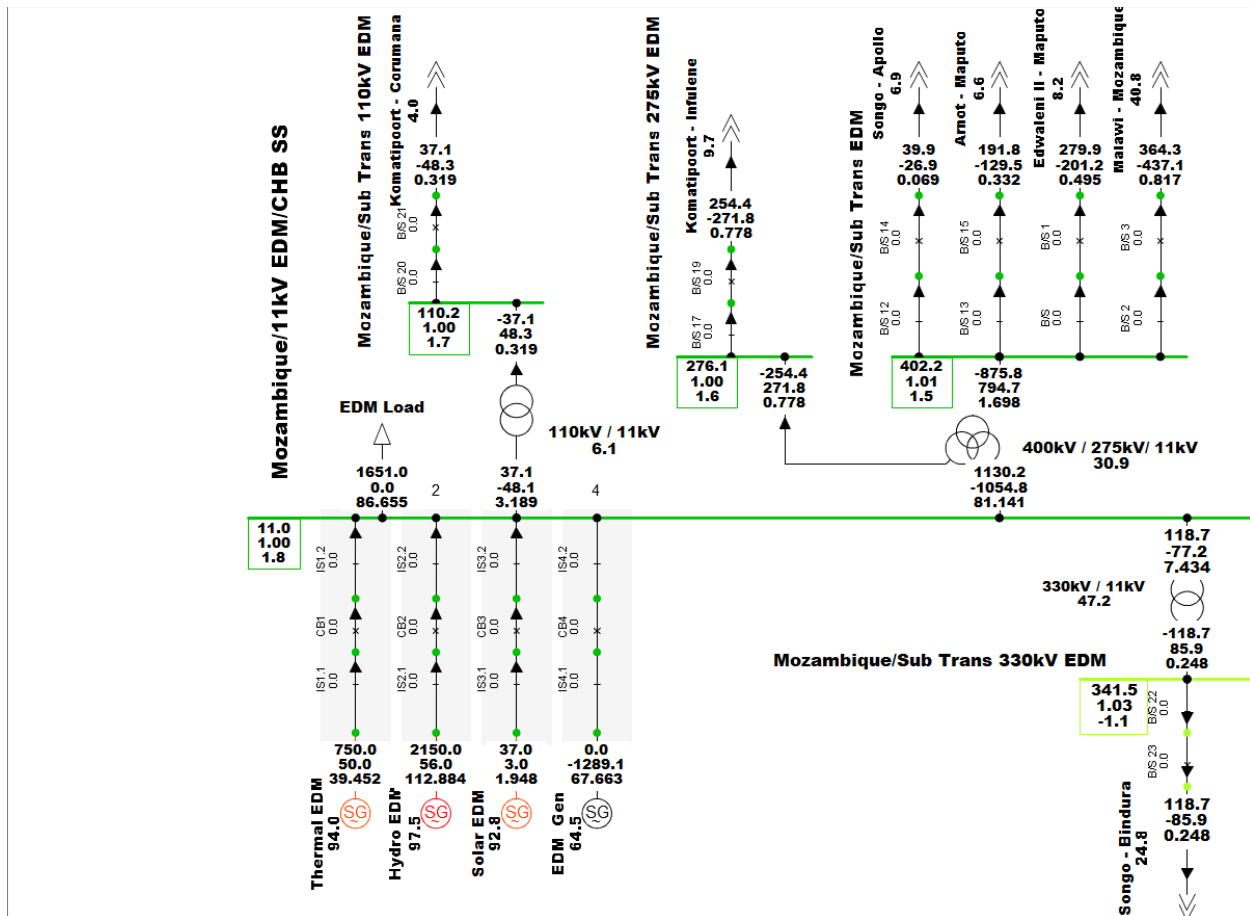 Mozambique/11kV EDM/CHB SS
Mozambique/Sub Trans 110kV EDM
Komatipoort - Corumana
4.0
37.1
-48.3
0.319
B/S 21
0.0
B/S 20
0.0
110.2
1.00
1.7
-37.1
48.3
0.319
110kV / 11kV
6.1
37.1
-48.1
3.189
Mozambique/Sub Trans 275kV EDM
Komatipoort - Infulene
9.7
254.4
-271.8
0.778
B/S 19
0.0
B/S 17
0.0
276.1
1.00
1.6
-254.4
271.8
0.778
Mozambique/Sub Trans EDM
Songo - Apollo
6.9
39.9
-26.9
0.069
B/S 14
0.0
B/S 12
0.0
Arnot - Maputo
6.6
191.8
-129.5
0.332
B/S 15
0.0
B/S 13
0.0
Edwaleni II - Maputo
8.2
279.9
-201.2
0.495
B/S 1
0.0
B/S
0.0
Malawi - Mozambique
40.8
364.3
-437.1
0.817
B/S 3
0.0
B/S 2
0.0
402.2
1.01
1.5
-875.8
794.7
1.698
400kV / 275kV/ 11kV
30.9
1130.2
-1054.8
81.141
EDM Load
1651.0
0.0
86.655
2
4
11.0
1.00
1.8
IS1.2
0.0
CB1
0.0
IS1.1
0.0
750.0
50.0
39.452
Thermal EDM
94.0
SG
~
IS2.2
0.0
CB2
0.0
IS2.1
0.0
2150.0
56.0
112.884
Hydro EDM
97.5
SG
~
IS3.2
0.0
CB3
0.0
IS3.1
0.0
37.0
3.0
1.948
Solar EDM
92.8
SG
~
IS4.2
0.0
CB4
0.0
IS4.1
0.0
0.0
-1289.1
67.663
EDM Gen
64.5
SG
~
118.7
-77.2
7.434
330kV / 11kV
47.2
-118.7
85.9
0.248
Mozambique/Sub Trans 330kV EDM
341.5
1.03
-1.1
B/S 22
0.0
B/S 23
0.0
118.7
-85.9
0.248
Songo - Bindura
24.8